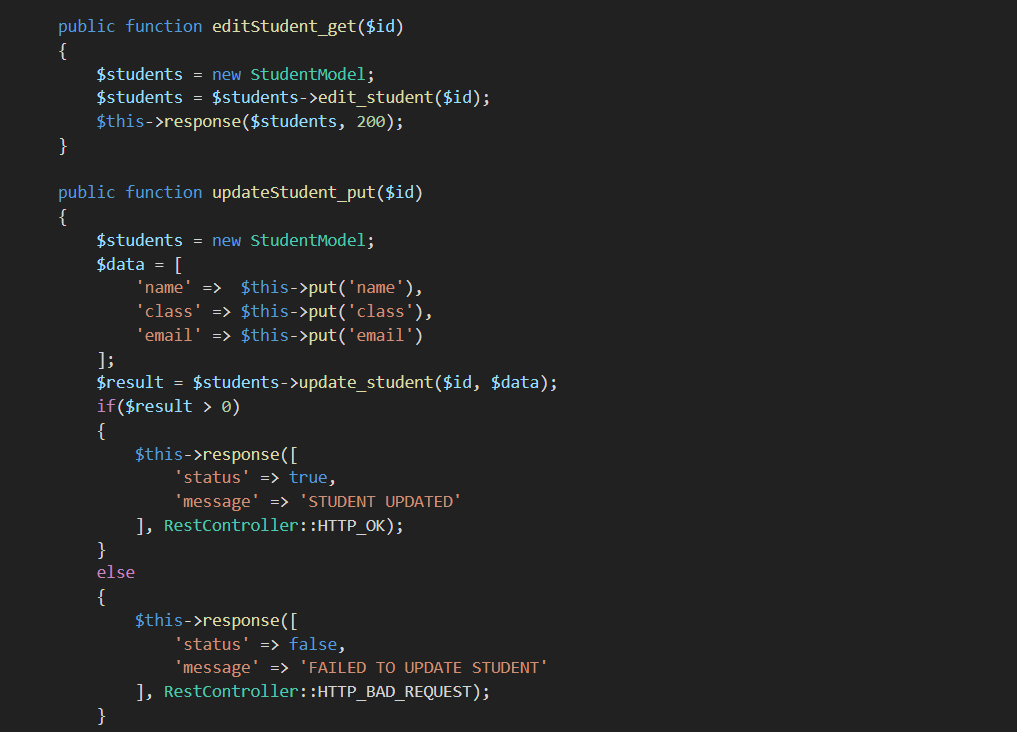 public function editStudent_get($id)
{
    $students = new StudentModel;
    $students = $students->edit_student($id);
    $this->response($students, 200);
}

public function updateStudent_put($id)
{
    $students = new StudentModel;
    $data = [
        'name' =>  $this->put('name'),
        'class' => $this->put('class'),
        'email' => $this->put('email')
    ];
    $result = $students->update_student($id, $data);
    if($result > 0)
    {
        $this->response([
            'status' => true,
            'message' => 'STUDENT UPDATED'
        ], RestController::HTTP_OK);
    }
    else
    {
        $this->response([
            'status' => false,
            'message' => 'FAILED TO UPDATE STUDENT'
        ], RestController::HTTP_BAD_REQUEST);
    }